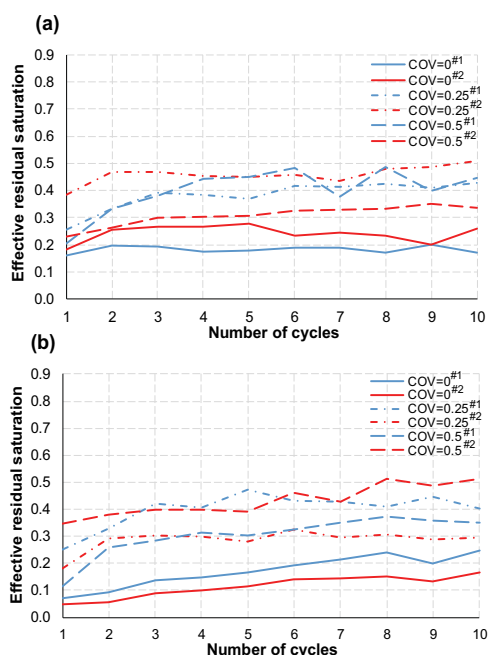 (a)
Effective residual saturation
0.9
0.8
0.7
0.6
0.5
0.4
0.3
0.2
0.1
0.0
COV=0#1
COV=0#2
COV=0.25#1
COV=0.25#2
COV=0.5#1
COV=0.5#2
1 2 3 4 5 6 7 8 9 10
Number of cycles
(b)
Effective residual saturation
0.9
0.8
0.7
0.6
0.5
0.4
0.3
0.2
0.1
0.0
COV=0#1
COV=0#2
COV=0.25#1
COV=0.25#2
COV=0.5#1
COV=0.5#2
1 2 3 4 5 6 7 8 9 10
Number of cycles